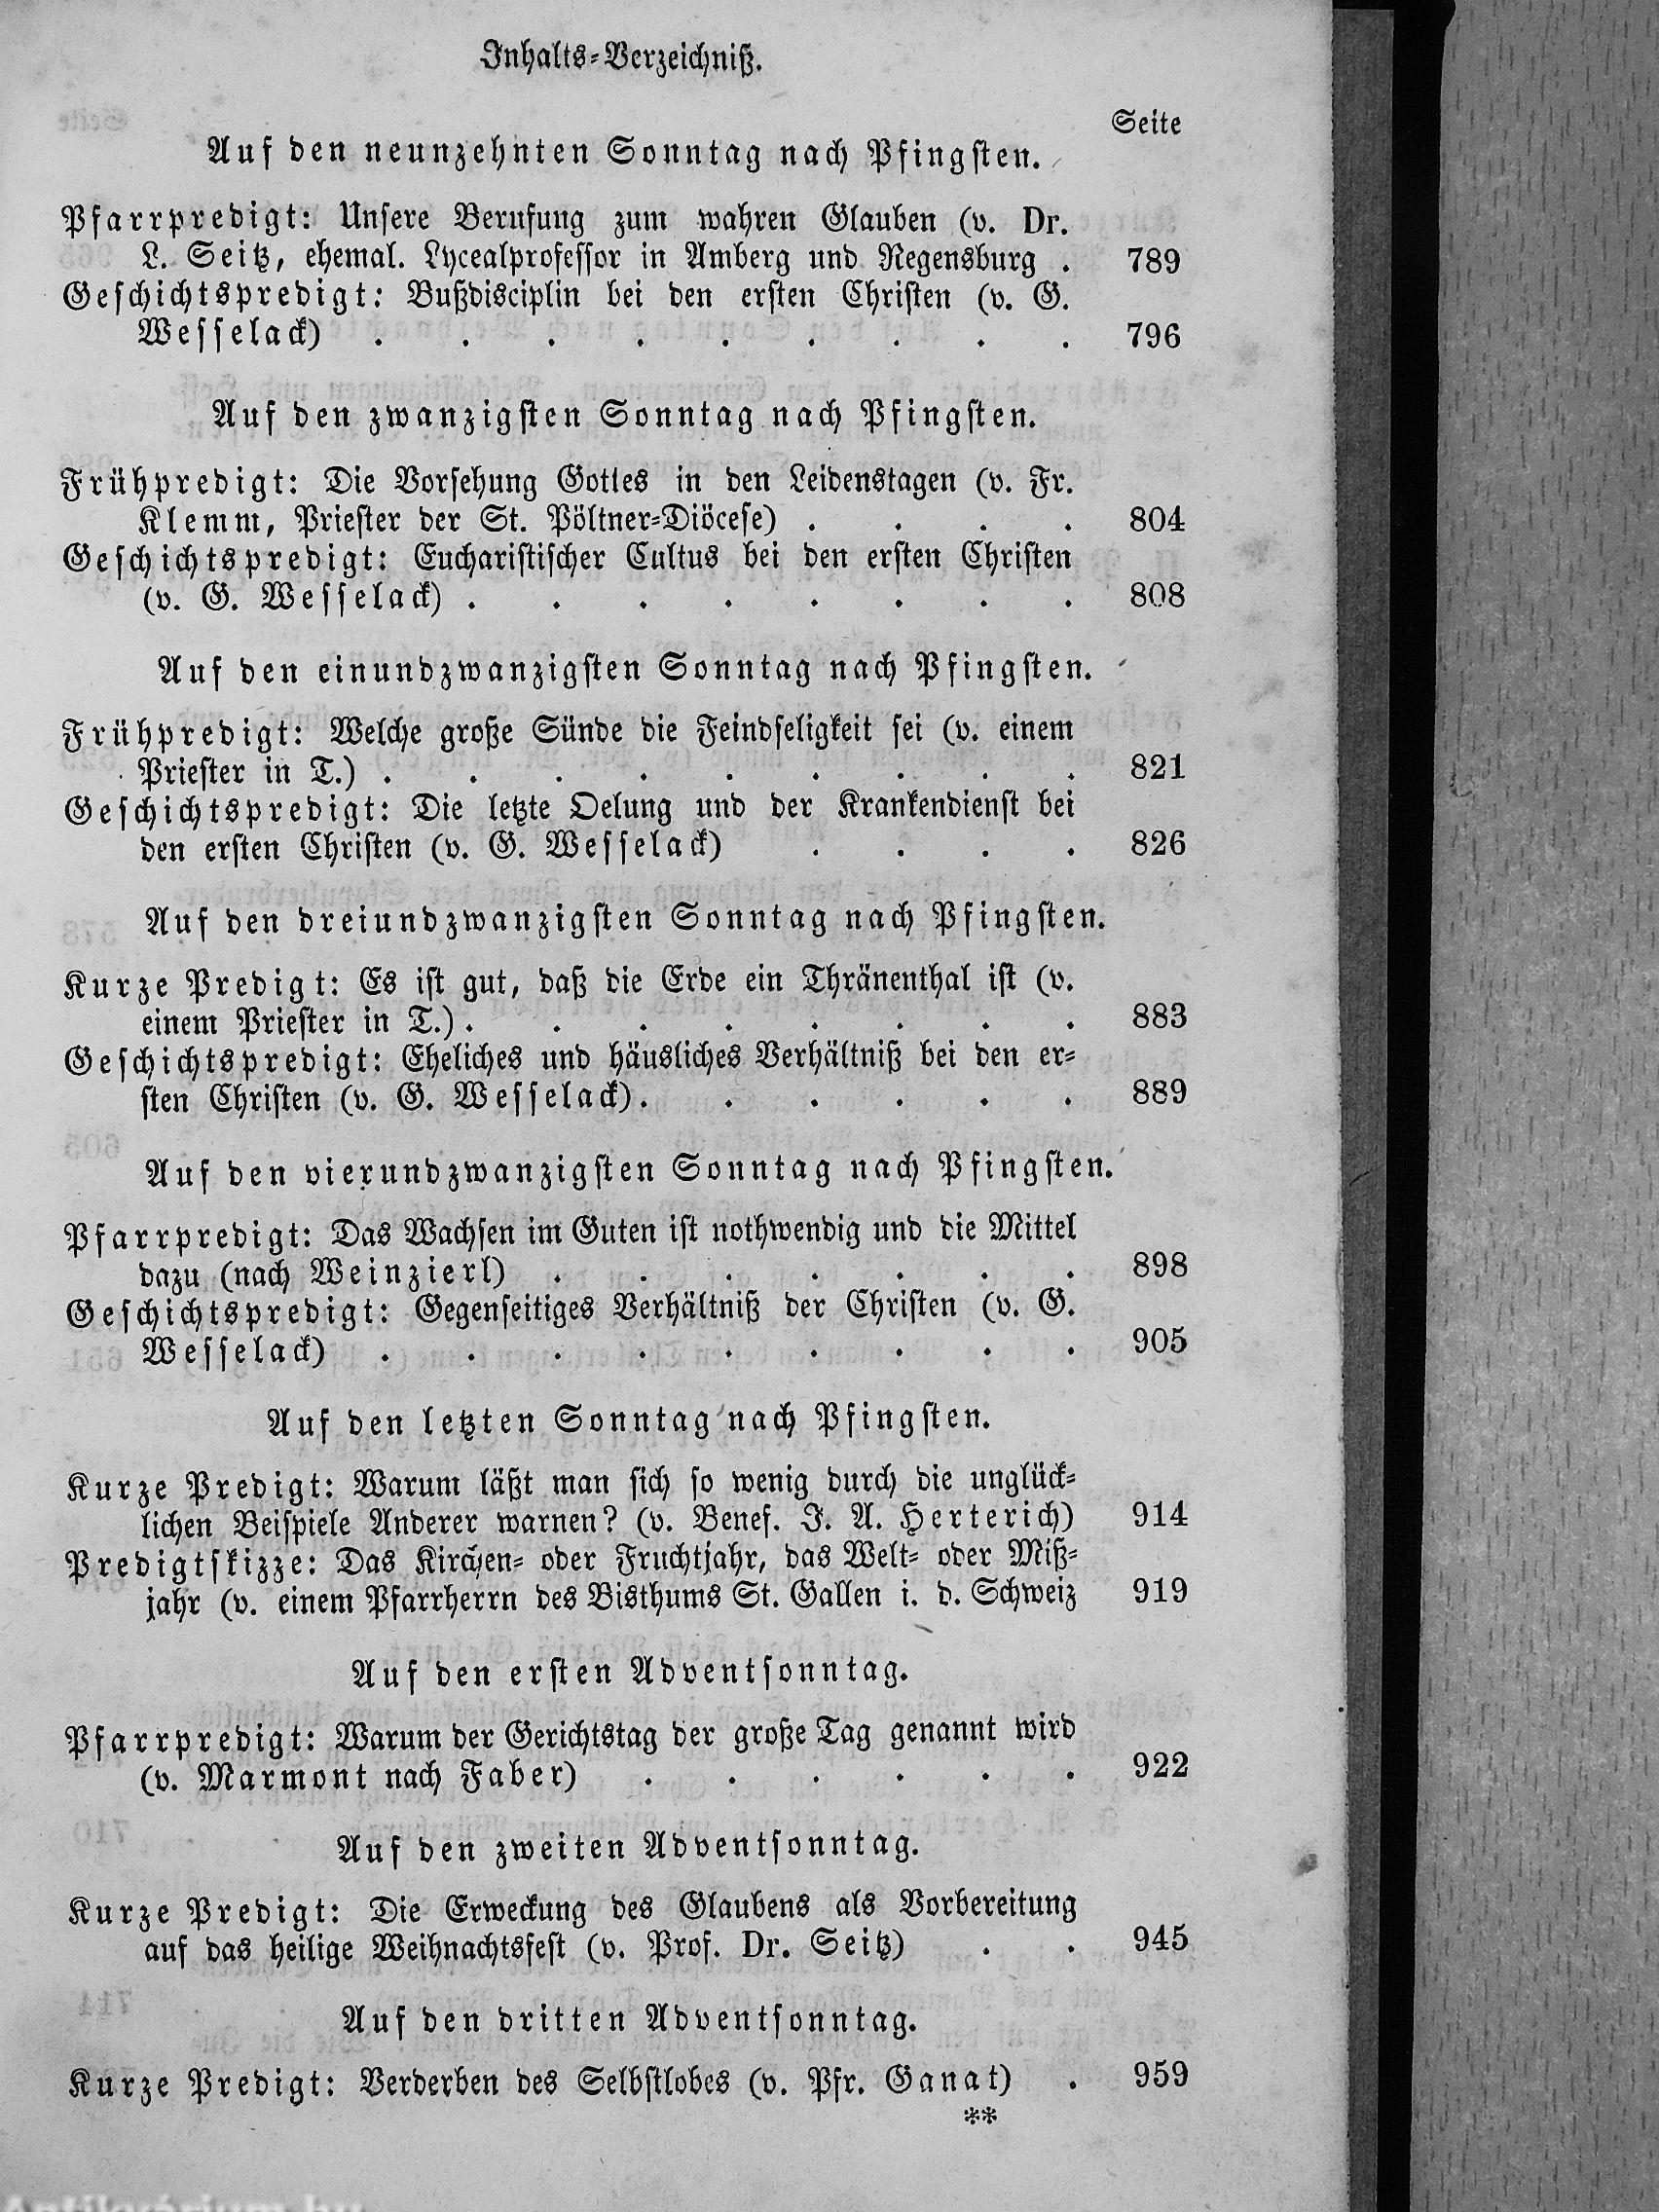 Inhalts-Verzeichniß.
Seite
Auf den neunzehnten Sonntag nach Pfingsten.
Pfarrpredigt: Unsere Berufung zum wahren Glauben (v. Dr.
L. Seitz, ehemal. Lycealprofessor in Amberg und Regensburg . 789
Geschichtspredigt: Bußdisciplin bei den ersten Christen (v. G.
Wesselack) . . . . . . . . . 796
Auf den zwanzigsten Sonntag nach Pfingsten.
Frühpredigt: Die Vorsehung Gottes in den Leidenstagen (v. Fr.
Klemm, Priester der St. Pöltner-Diöcese) . . . . 804
Geschichtspredigt: Eucharistischer Cultus bei den ersten Christen
(v. G. Wesselack) . . . . . . . . 808
Auf den einundzwanzigsten Sonntag nach Pfingsten.
Frühpredigt: Welche große Sünde die Feindseligkeit sei (v. einem
Priester in T.) . . . . . . . . . 821
Geschichtspredigt: Die letzte Oelung und der Krankendienst bei
den ersten Christen (v. G. Wesselack) . . . . 826
Auf den dreiundzwanzigsten Sonntag nach Pfingsten.
Kurze Predigt: Es ist gut, daß die Erde ein Thränenthal ist (v.
einem Priester in T.) . . . . . . . . 883
Geschichtspredigt: Eheliches und häusliches Verhältniß bei den er-
sten Christen (v. G. Wesselack) . . . . . . 889
Auf den vierundzwanzigsten Sonntag nach Pfingsten.
Pfarrpredigt: Das Wachsen im Guten ist nothwendig und die Mittel
dazu (nach Weinzierl) . . . . . . . 898
Geschichtspredigt: Gegenseitiges Verhältniß der Christen (v. G.
Wesselack) . . . . . . . . . 905
Auf den letzten Sonntag nach Pfingsten.
Kurze Predigt: Warum läßt man sich so wenig durch die unglück-
lichen Beispiele Anderer warnen? (v. Benef. J. A. Herterich) 914
Predigtskizze: Das Kirchen- oder Fruchtjahr, das Welt- oder Miß-
jahr (v. einem Pfarrherrn des Bisthums St. Gallen i. d. Schweiz 919
Auf den ersten Adventsonntag.
Pfarrpredigt: Warum der Gerichtstag der große Tag genannt wird
(v. Marmont nach Faber) . . . . . . 922
Auf den zweiten Adventsonntag.
Kurze Predigt: Die Erweckung des Glaubens als Vorbereitung
auf das heilige Weihnachtsfest (v. Prof. Dr. Seitz) . . 945
Auf den dritten Adventsonntag.
Kurze Predigt: Verderben des Selbstlobes (v. Pfr. Ganat) . 959
**